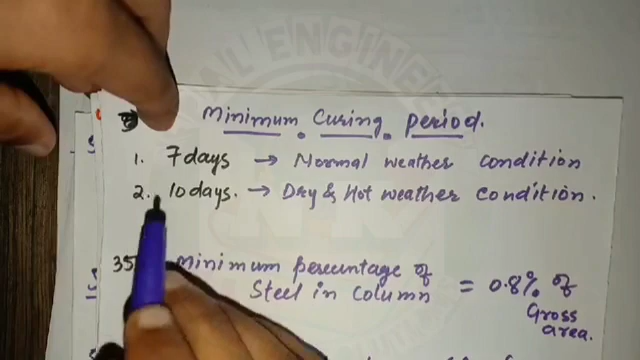 Minimum Curing period.
1. 7days → Normal weather condition
2. 10days. → Dry & Hot weather condition.
35 Minimum percentage of
Steel in Column = 0.8% of
Gross
area.